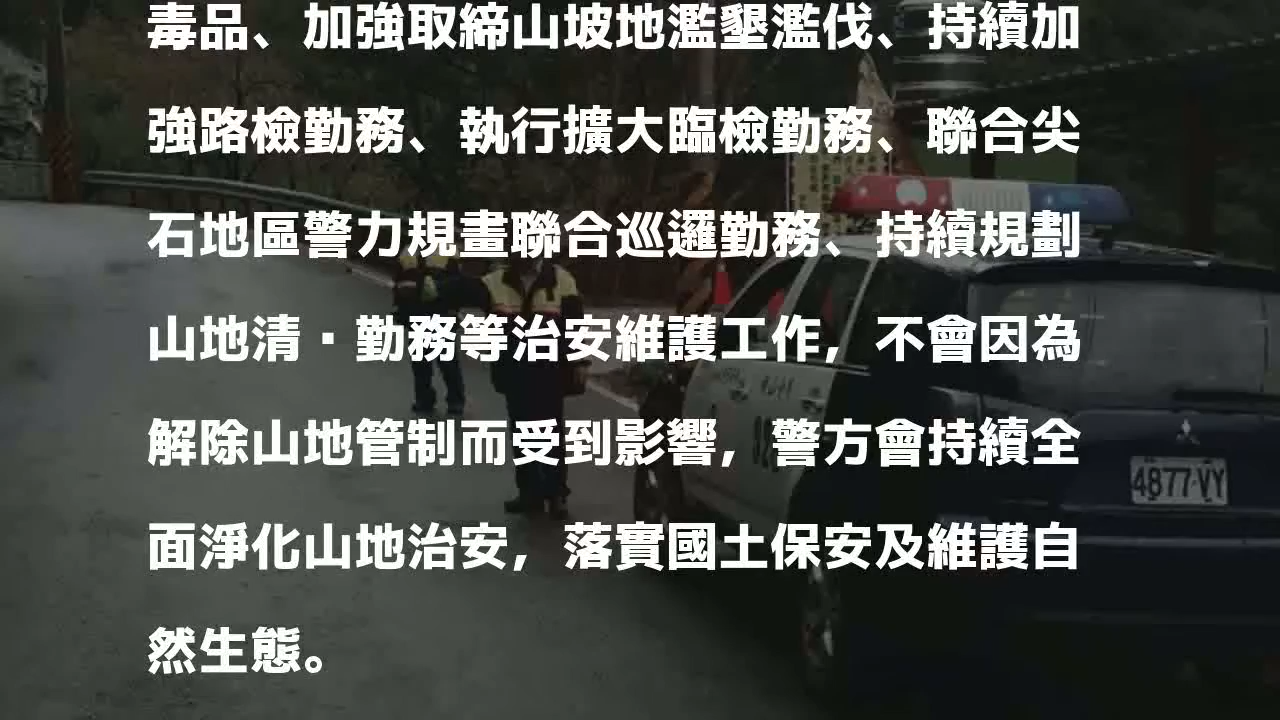 毒品、加強取締山坡地濫墾濫伐、持續加
強路檢勤務、執行擴大臨檢勤務、聯合尖
石地區警力規畫聯合巡邏勤務、持續規劃
山地清▪勤務等治安維護工作，不會因為
解除山地管制而受到影響，警方會持續全
面淨化山地治安，落實國土保安及維護自
然生態。
4877-VY